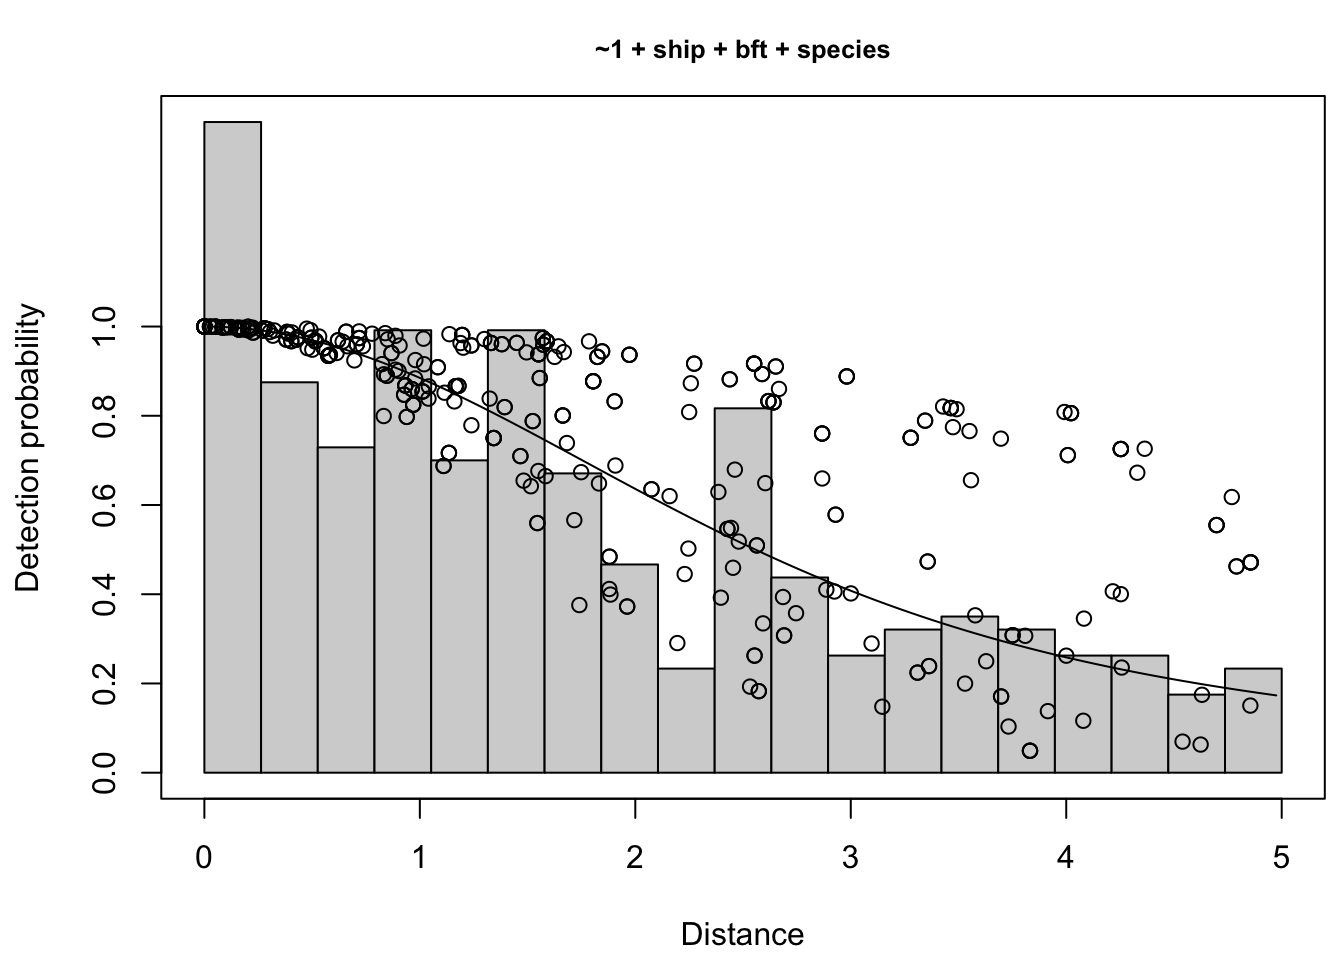 ~1 + ship + bft + species
Detection probability
1.0
0.8
0.6
0.4
0.2
0.0
0 1 2 3 4 5
Distance